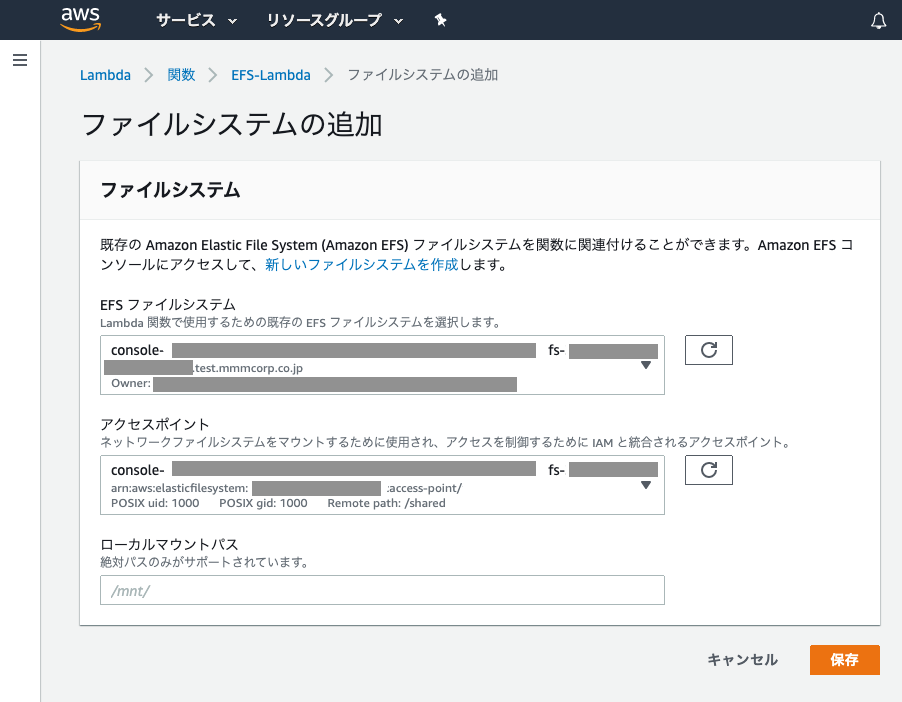 aws サービス リソースグループ
Lambda 関数 EFS-Lambda ファイルシステムの追加
ファイルシステムの追加
ファイルシステム
既存の Amazon Elastic File System (Amazon EFS) ファイルシステムを関数に関連付けることができます。Amazon EFS コ
ンソールにアクセスして、新しいファイルシステムを作成します。
EFS ファイルシステム
Lambda 関数で使用するための既存の EFS ファイルシステムを選択します。
console- fs-
.test.mmmcorp.co.jp
Owner:
アクセスポイント
ネットワークファイルシステムをマウントするために使用され、アクセスを制御するために IAM と統合されるアクセスポイント。
console- fs-
arn:aws:elasticfilesystem: :access-point/
POSIX uid: 1000 POSIX gid: 1000 Remote path: /shared
ローカルマウントパス
絶対パスのみがサポートされています。
/mnt/
キャンセル 保存